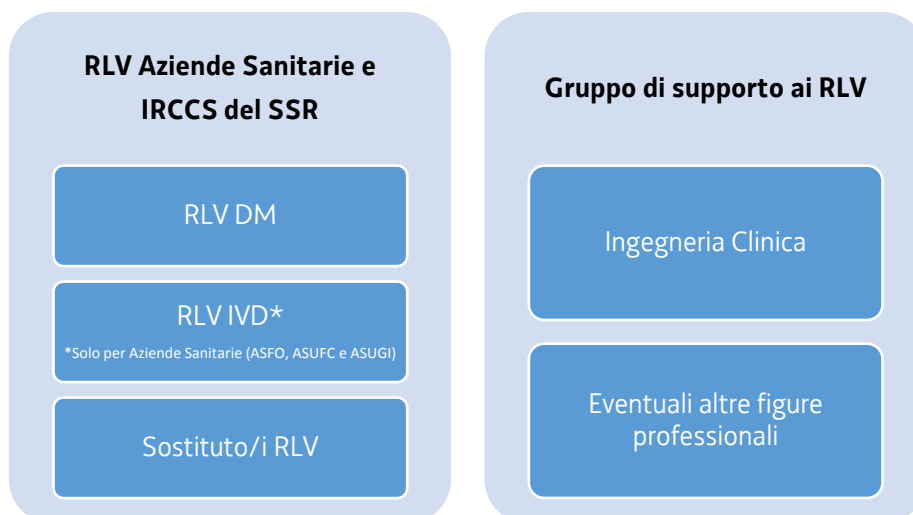 RLV Aziende Sanitarie e
IRCCS del SSR
RLV DM
RLV IVD*
*Solo per Aziende Sanitarie (ASFO, ASUFC e ASUGI)
Sostituto/i RLV
Gruppo di supporto ai RLV
Ingegneria Clinica
Eventuali altre figure
professionali